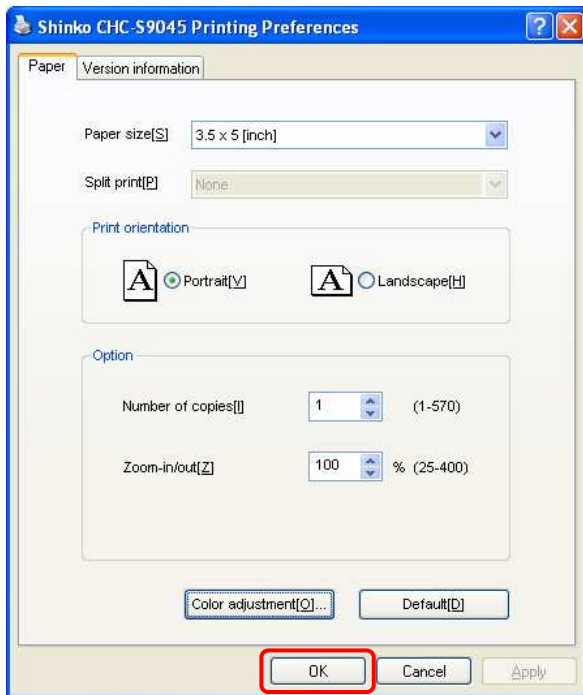 Shinko CHC-S9045 Printing Preferences
Paper Version information
Paper size[S] 3.5 x 5 [inch]
Split print[P] None
Print orientation
A Portrait[V] A Landscape[H]
Option
Number of copies[I] 1 (1-570)
Zoom-in/out[Z] 100 % (25-400)
Color adjustment[O]... Default[D]
OK Cancel Apply